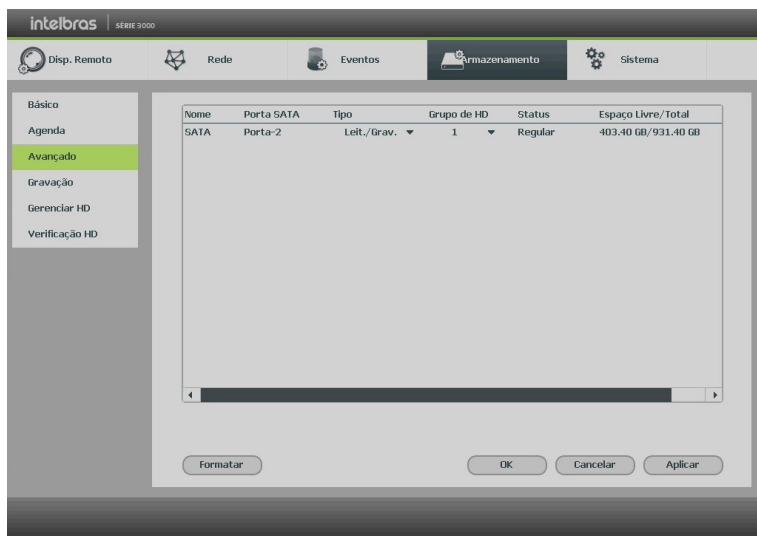 intelbras SÉRIE 3000
Disp. Remoto Rede Eventos Armazenamento Sistema
Básico
Agenda
Avançado
Gravação
Gerenciar HD
Verificação HD
Nome Porta SATA Tipo Grupo de HD Status Espaço Livre/Total
SATA Porta-2 Leit./Grav. 1 Regular 403.40 GB/931.40 GB
Formatar OK Cancelar Aplicar